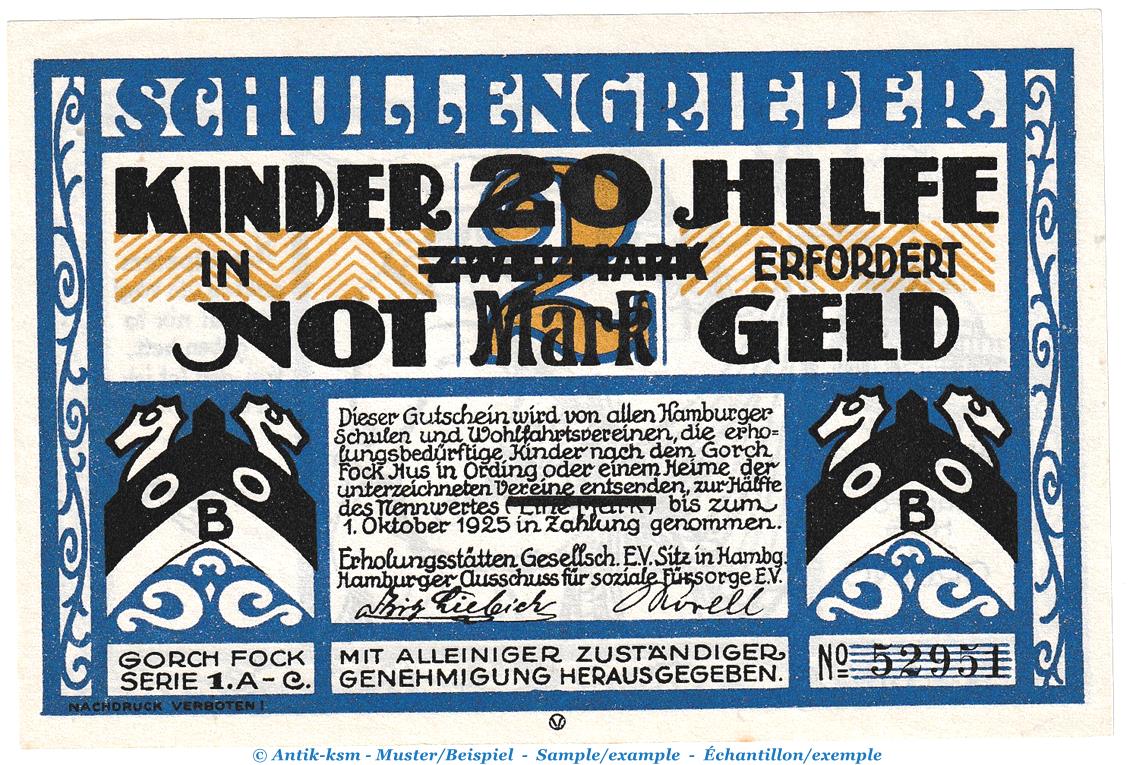 SCHULLENGRIEPER
KINDER 20 HILFE
IN ZWEI MARK ERFORDERT
NOT Mark GELD
Dieser Gutschein wird von allen Hamburger
Schulen und Wohlfahrtsvereinen, die erho=
lungsbedürftige Kinder nach dem Gorch
Fock Hus in Ording oder einem Heime der
unterzeichneten Vereine entsenden, zur Hälfte
des Nennwertes (Eine Mark) bis zum
1. Oktober 1925 in Zahlung genommen.
Erholungsstätten Gesellsch. E.V. Sitz in Hambg.
Hamburger Ausschuss für soziale Fürsorge E.V.
B
B
GORCH FOCK
SERIE 1.A-C.
MIT ALLEINIGER ZUSTÄNDIGER
GENEHMIGUNG HERAUSGEGEBEN.
No 52951
NACHDRUCK VERBOTEN!
© Antik-ksm - Muster/Beispiel - Sample/example - Échantillon/exemple